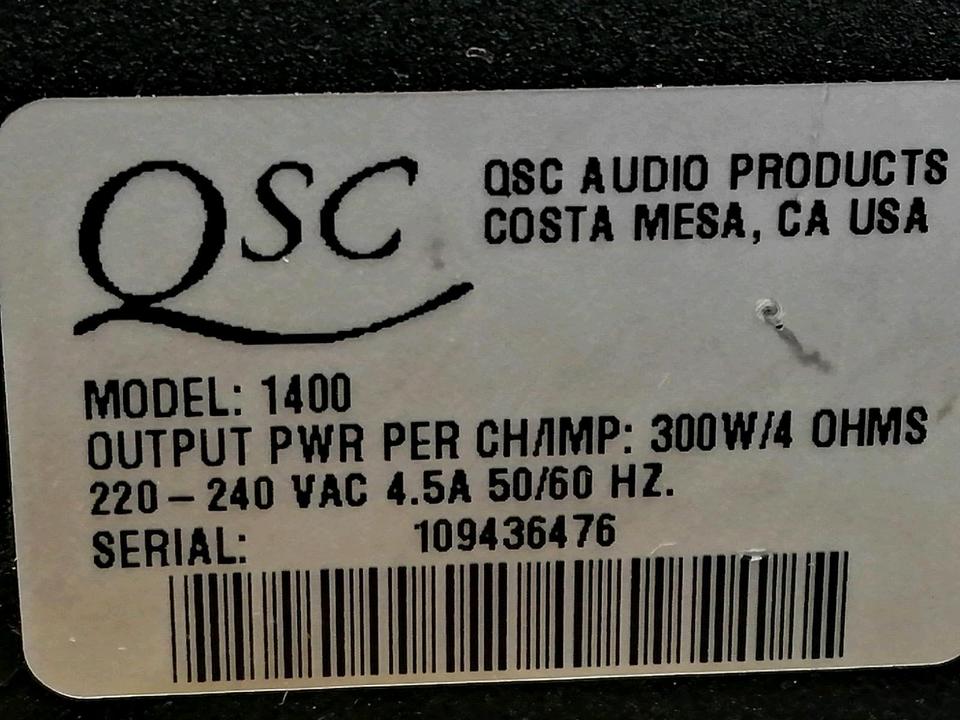 QSC
QSC AUDIO PRODUCTS
COSTA MESA, CA USA
MODEL: 1400
OUTPUT PWR PER CH/IMP: 300W/4 OHMS
220-240 VAC 4.5A 50/60 HZ.
SERIAL: 109436476